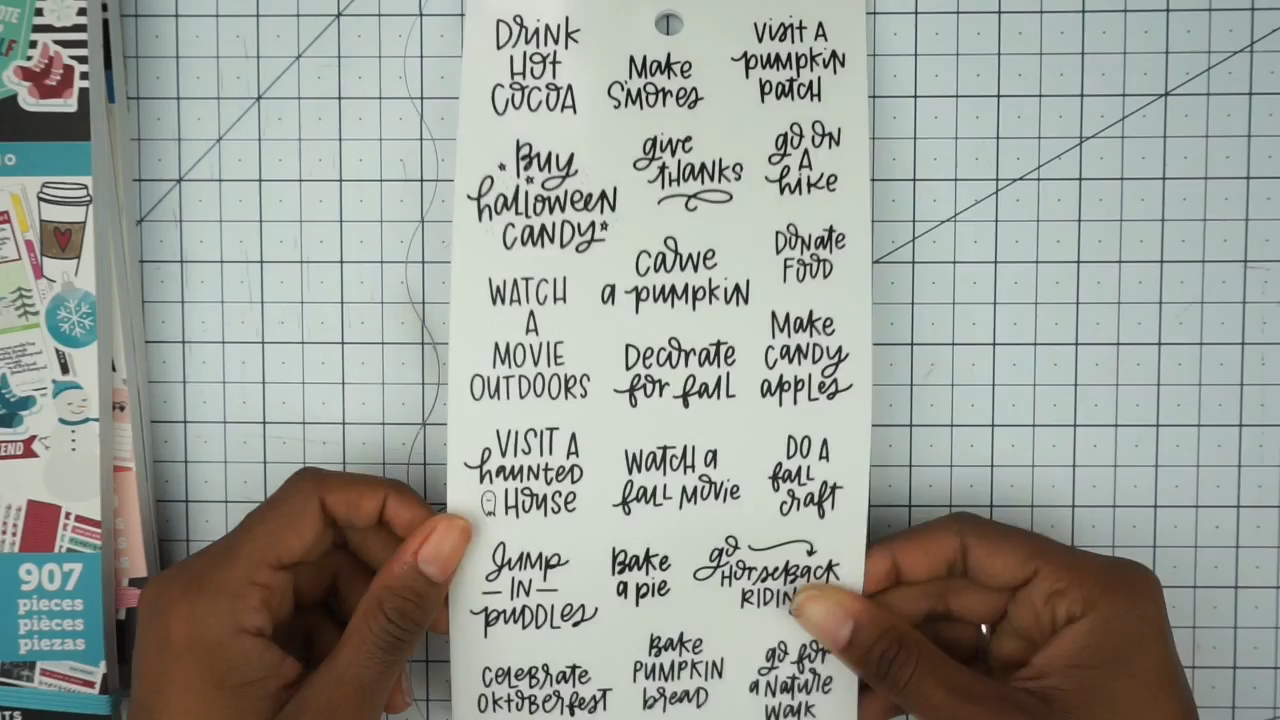 DRINK
HOT
COCOA
MAKE
S'MORES
VISIT A
PUMPKIN
PATCH
BUY
halloween
CANDY
give
THANKS
go ON
A
hike
carve
a pumpkin
DONATE
FOOD
WATCH
A
MOVIE
OUTDOORS
Decorate
for fall
Make
CANDY
apples
VISIT A
haunted
House
WATCH a
fall movie
DO A
fall
craft
Jump
IN
puddles
Bake
a pie
go
HORSEBACK
RIDIN
CELEBRATE
OKTOBERfest
Bake
PUMPKIN
bread
go for
a NATURE
WALK
907
pieces
pièces
piezas